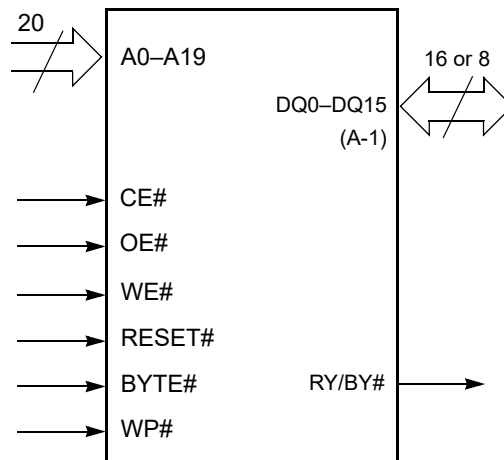 20
A0–A19
16 or 8
DQ0–DQ15
(A-1)
CE#
OE#
WE#
RESET#
BYTE#
RY/BY#
WP#